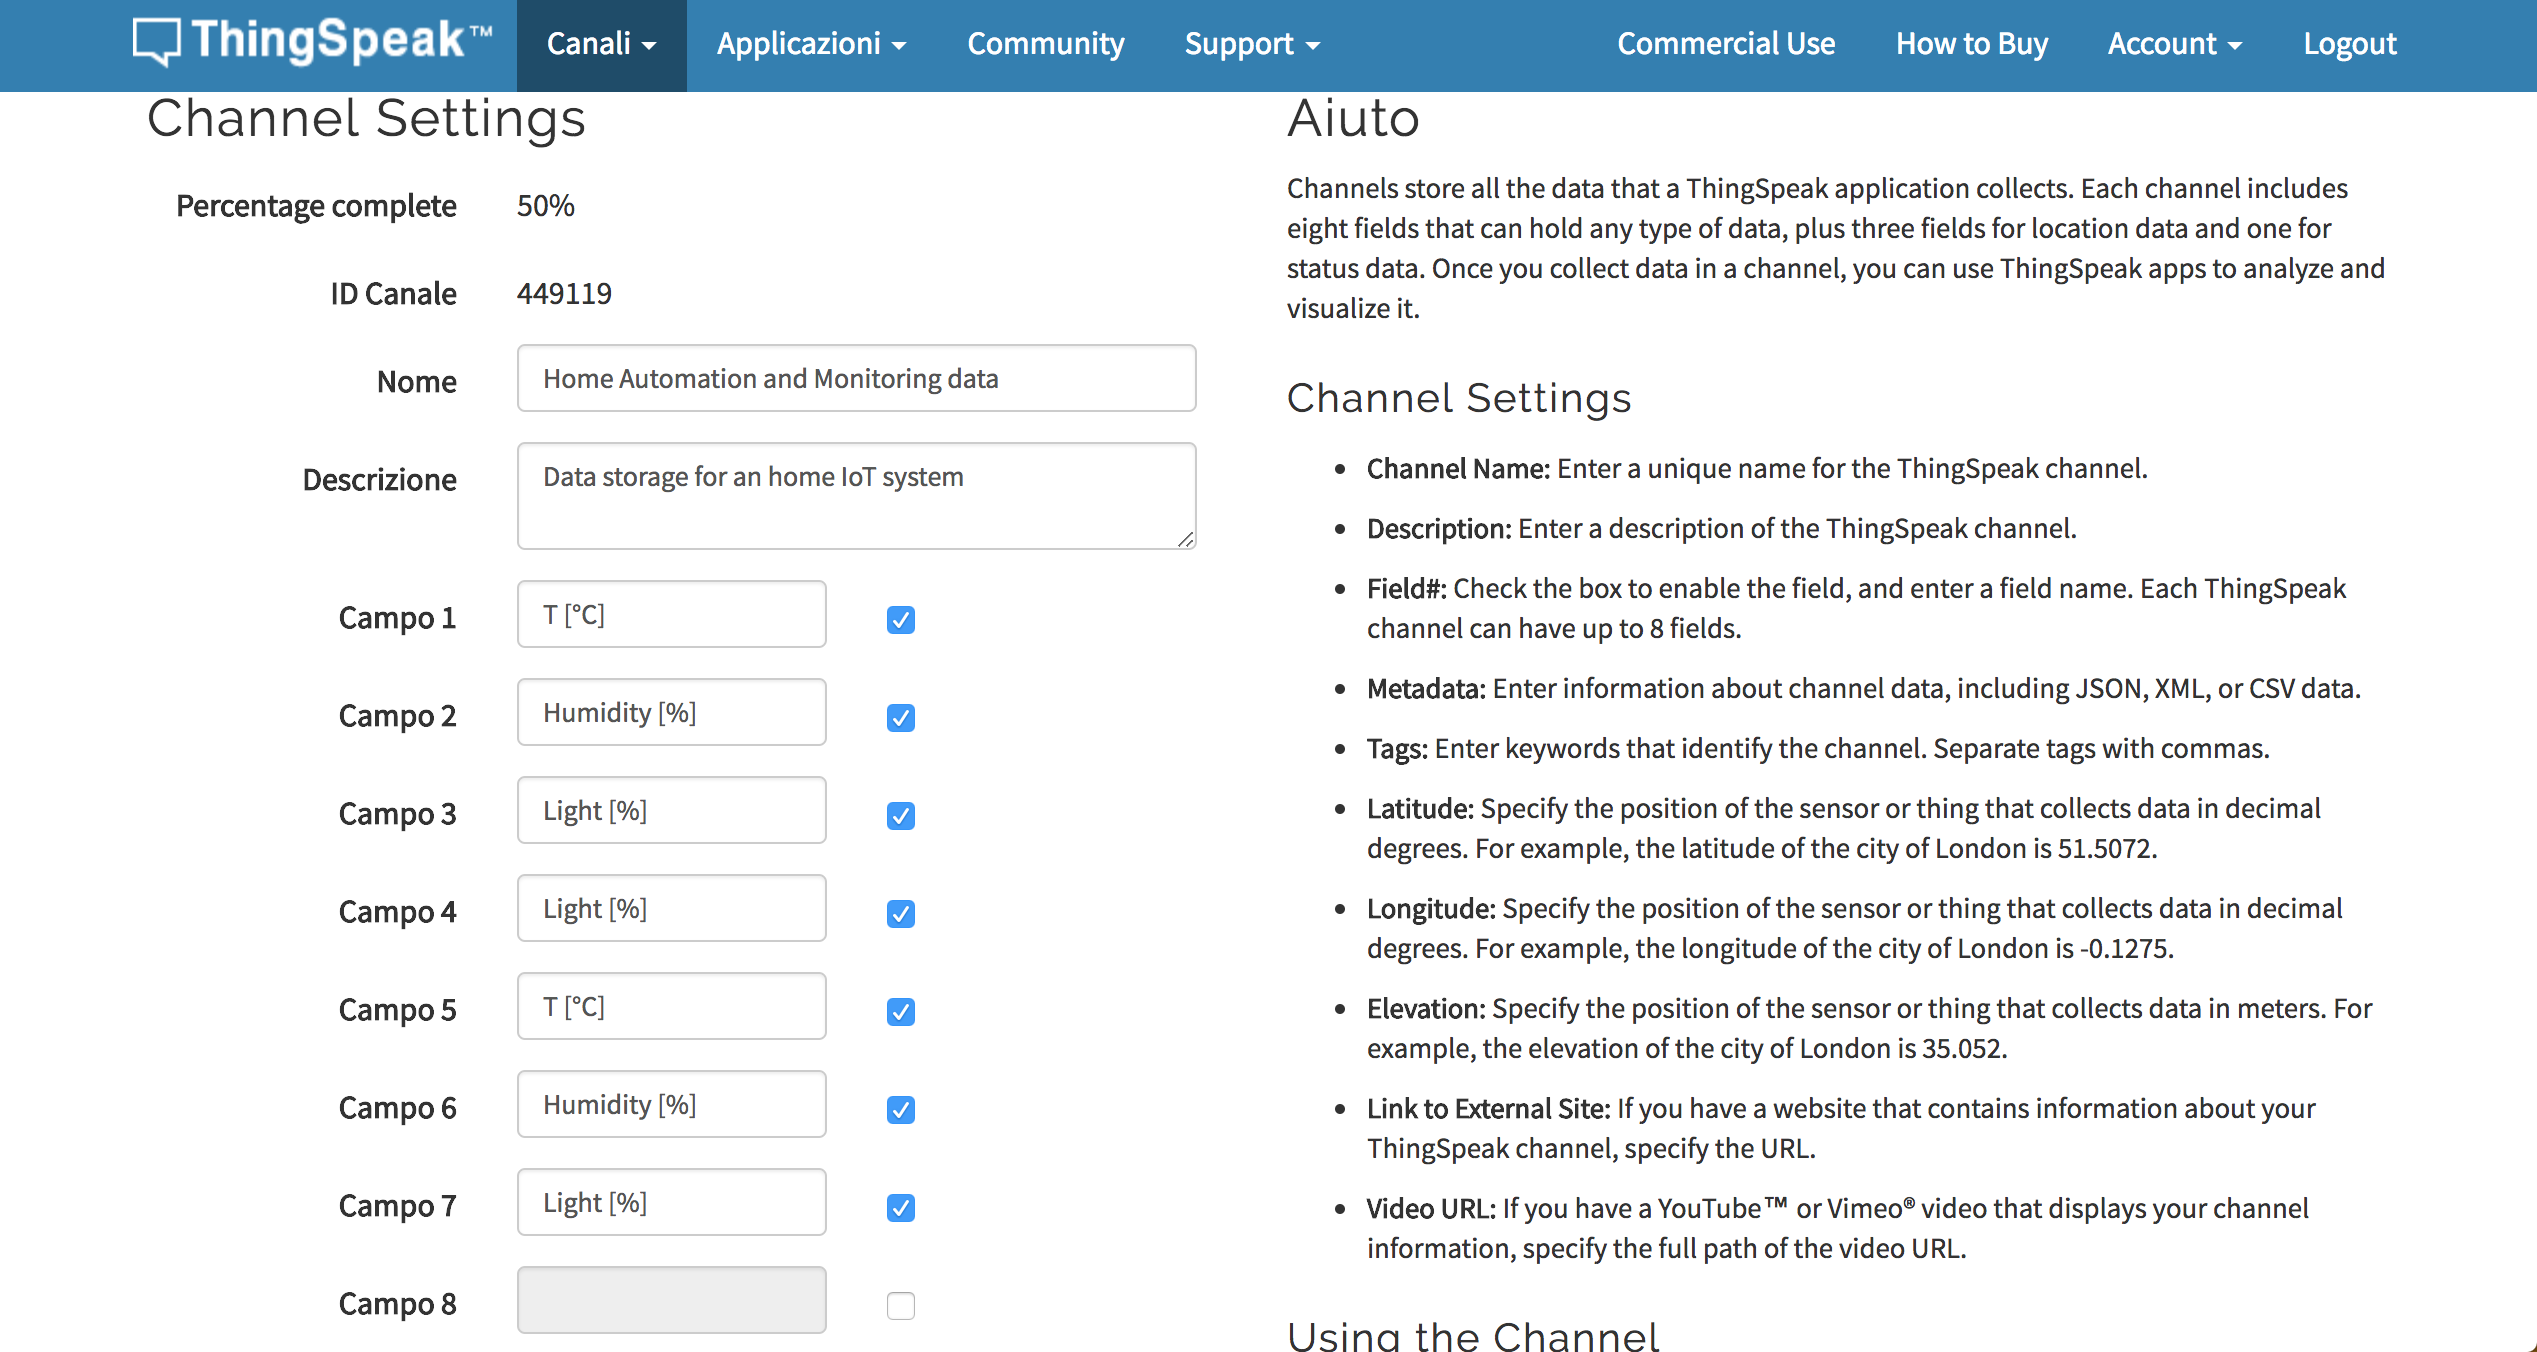 ThingSpeak™ Canali Applicazioni Community Support Commercial Use How to Buy Account Logout
Channel Settings
Percentage complete 50%
ID Canale 449119
Nome Home Automation and Monitoring data
Descrizione Data storage for an home IoT system
Campo 1 T [°C]
Campo 2 Humidity [%]
Campo 3 Light [%]
Campo 4 Light [%]
Campo 5 T [°C]
Campo 6 Humidity [%]
Campo 7 Light [%]
Campo 8
Aiuto
Channels store all the data that a ThingSpeak application collects. Each channel includes
eight fields that can hold any type of data, plus three fields for location data and one for
status data. Once you collect data in a channel, you can use ThingSpeak apps to analyze and
visualize it.
Channel Settings
• Channel Name: Enter a unique name for the ThingSpeak channel.
• Description: Enter a description of the ThingSpeak channel.
• Field#: Check the box to enable the field, and enter a field name. Each ThingSpeak
channel can have up to 8 fields.
• Metadata: Enter information about channel data, including JSON, XML, or CSV data.
• Tags: Enter keywords that identify the channel. Separate tags with commas.
• Latitude: Specify the position of the sensor or thing that collects data in decimal
degrees. For example, the latitude of the city of London is 51.5072.
• Longitude: Specify the position of the sensor or thing that collects data in decimal
degrees. For example, the longitude of the city of London is -0.1275.
• Elevation: Specify the position of the sensor or thing that collects data in meters. For
example, the elevation of the city of London is 35.052.
• Link to External Site: If you have a website that contains information about your
ThingSpeak channel, specify the URL.
• Video URL: If you have a YouTube™ or Vimeo® video that displays your channel
information, specify the full path of the video URL.
Using the Channel